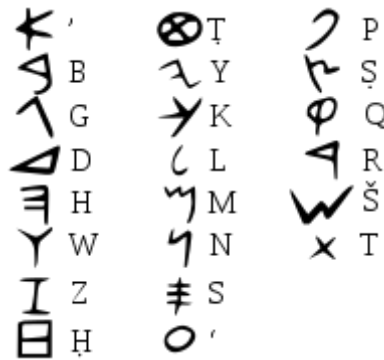 𐤀 ʾ
𐤁 B
𐤂 G
𐤃 D
𐤄 H
𐤅 W
𐤆 Z
𐤇 Ḥ
𐤈 Ṭ
𐤉 Y
𐤊 K
𐤋 L
𐤌 M
𐤍 N
𐤎 S
𐤏 ʿ
𐤐 P
𐤑 Ṣ
𐤒 Q
𐤓 R
𐤔 Š
𐤕 T